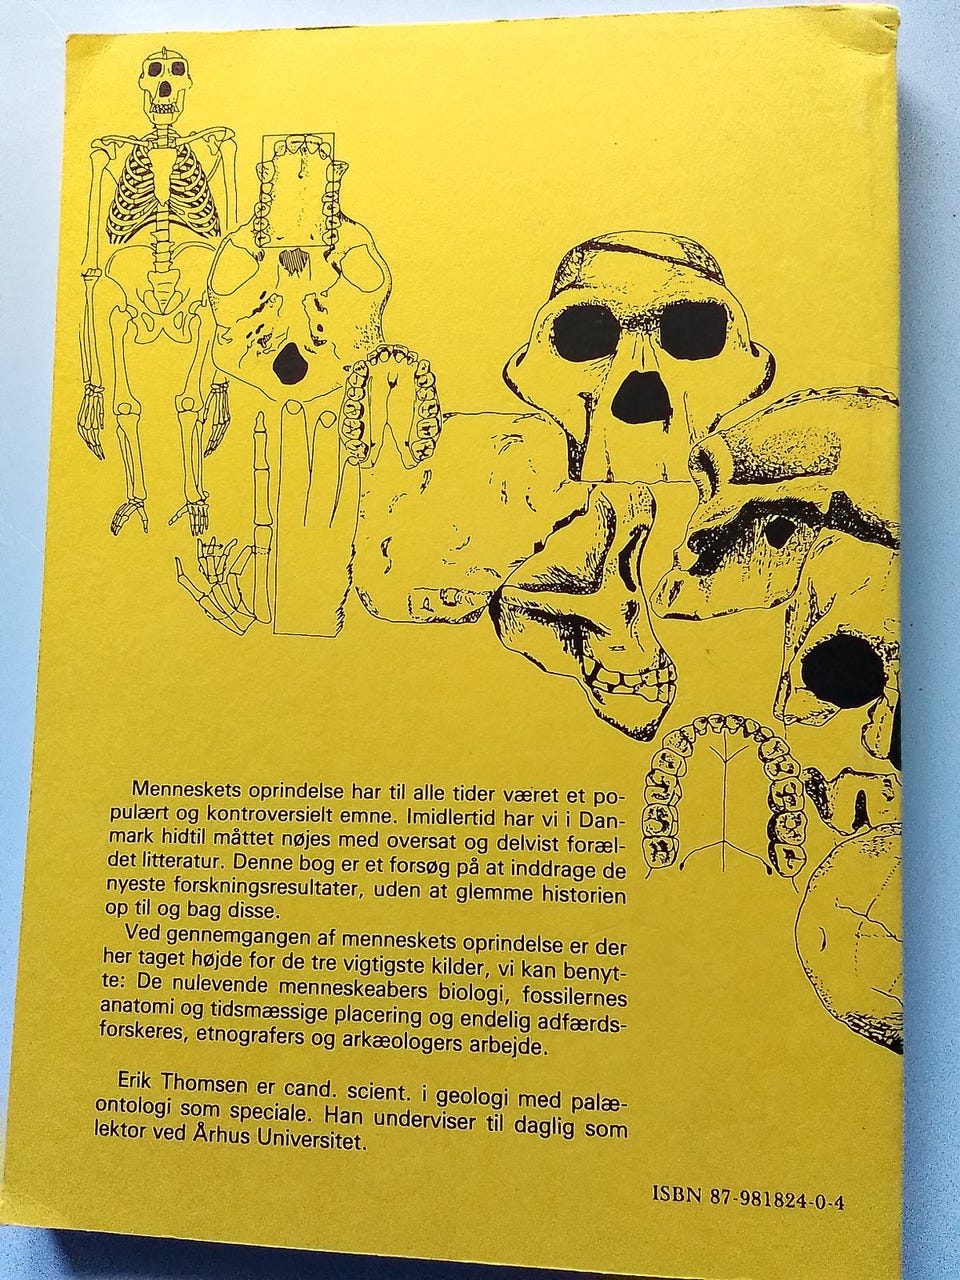 Menneskets oprindelse har til alle tider været et po-
pulært og kontroversielt emne. Imidlertid har vi i Dan-
mark hidtil måttet nøjes med oversat og delvist foræl-
det litteratur. Denne bog er et forsøg på at inddrage de
nyeste forskningsresultater, uden at glemme historien
op til og bag disse.
Ved gennemgangen af menneskets oprindelse er der
her taget højde for de tre vigtigste kilder, vi kan benyt-
te: De nulevende menneskeabers biologi, fossilernes
anatomi og tidsmæssige placering og endelig adfærds-
forskeres, etnografers og arkæologers arbejde.
Erik Thomsen er cand. scient. i geologi med palæ-
ontologi som speciale. Han underviser til daglig som
lektor ved Århus Universitet.
ISBN 87-981824-0-4